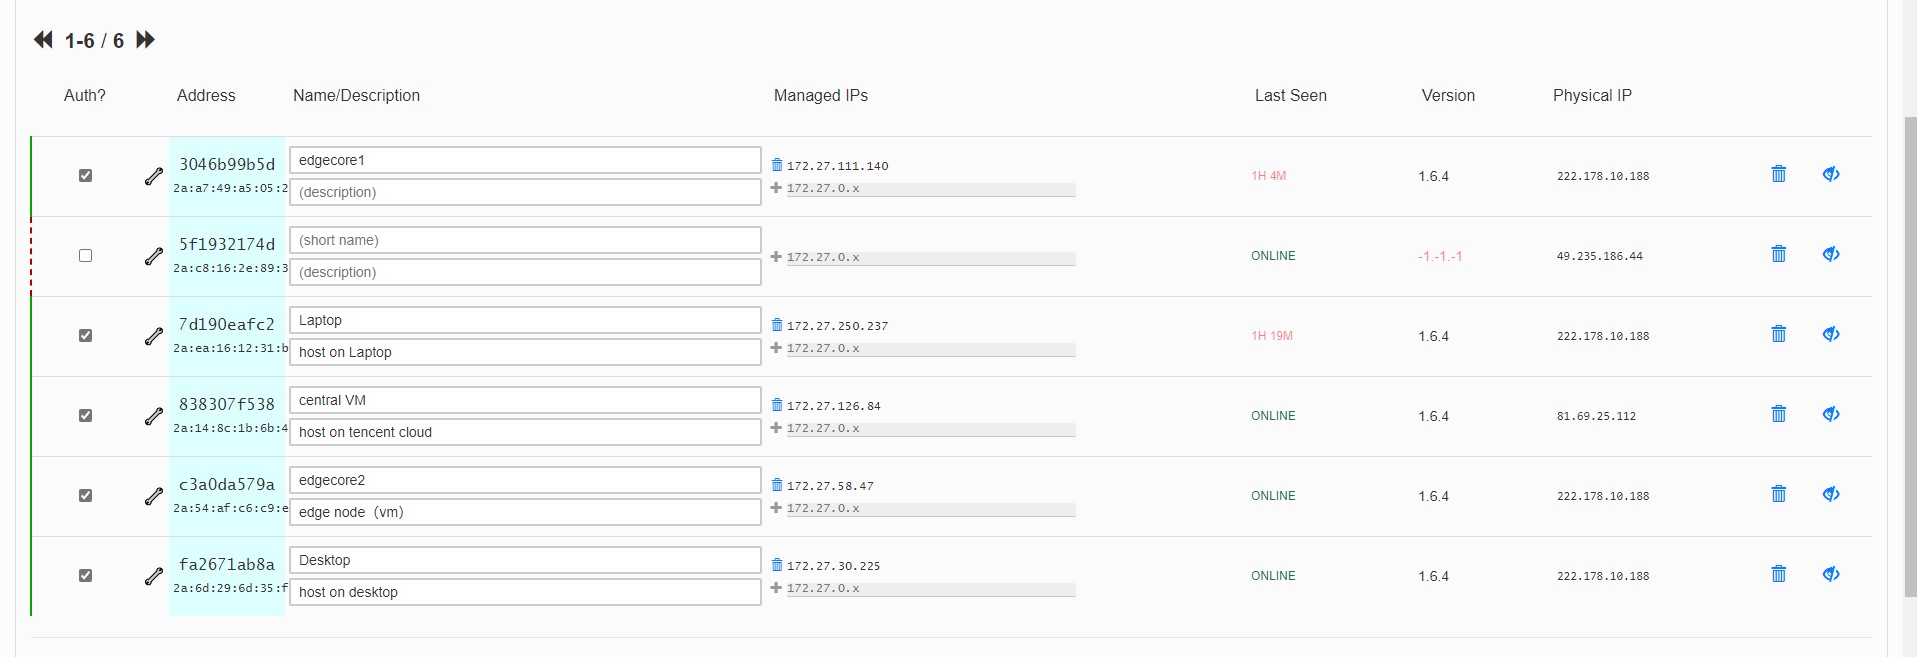 1-6 / 6
Auth? Address Name/Description Managed IPs Last Seen Version Physical IP
3046b99b5d edgecore1 172.27.111.140 1H 4M 1.6.4 222.178.10.188
2a:a7:49:a5:05:2 (description) 172.27.0.x
5f1932174d (short name) 172.27.0.x ONLINE -1.-1.-1 49.235.186.44
2a:c8:16:2e:89:3 (description)
7d190eafc2 Laptop 172.27.250.237 1H 19M 1.6.4 222.178.10.188
2a:ea:16:12:31:b host on Laptop 172.27.0.x
838307f538 central VM 172.27.126.84 ONLINE 1.6.4 81.69.25.112
2a:14:8c:1b:6b:4 host on tencent cloud 172.27.0.x
c3a0da579a edgecore2 172.27.58.47 ONLINE 1.6.4 222.178.10.188
2a:54:af:c6:c9:e edge node（vm） 172.27.0.x
fa2671ab8a Desktop 172.27.30.225 ONLINE 1.6.4 222.178.10.188
2a:6d:29:6d:35:f host on desktop 172.27.0.x